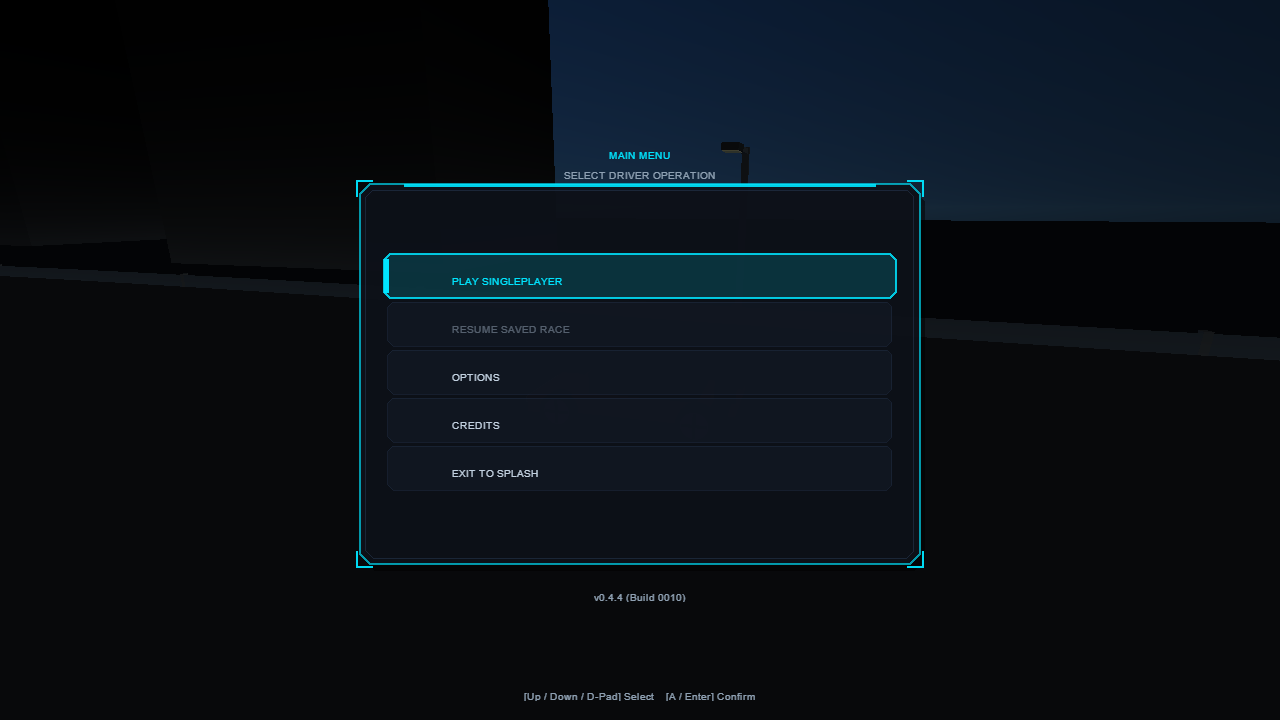 MAIN MENU
SELECT DRIVER OPERATION
PLAY SINGLEPLAYER
RESUME SAVED RACE
OPTIONS
CREDITS
EXIT TO SPLASH
v0.4.4 (Build 0010)
[Up / Down / D-Pad] Select [A / Enter] Confirm